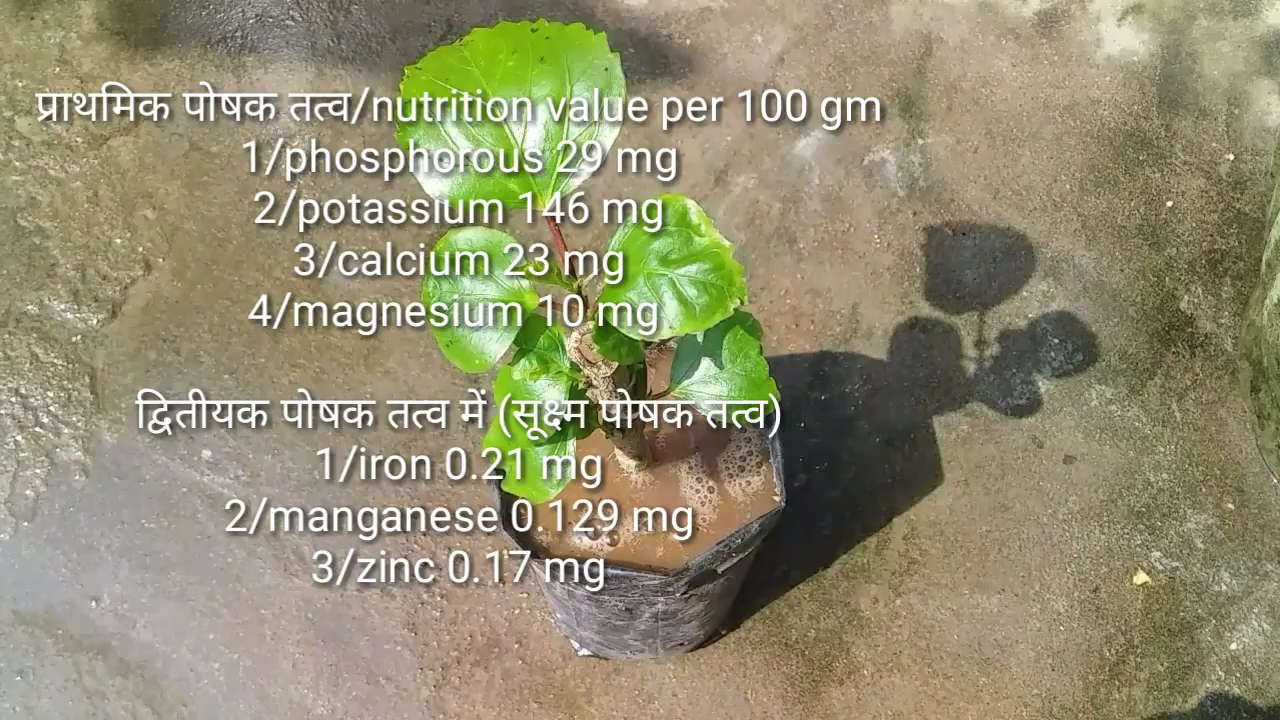 प्राथमिक पोषक तत्व/nutrition value per 100 gm
1/phosphorous 29 mg
2/potassium 146 mg
3/calcium 23 mg
4/magnesium 10 mg
द्वितीयक पोषक तत्व में (सूक्ष्म पोषक तत्व)
1/iron 0.21 mg
2/manganese 0.129 mg
3/zinc 0.17 mg